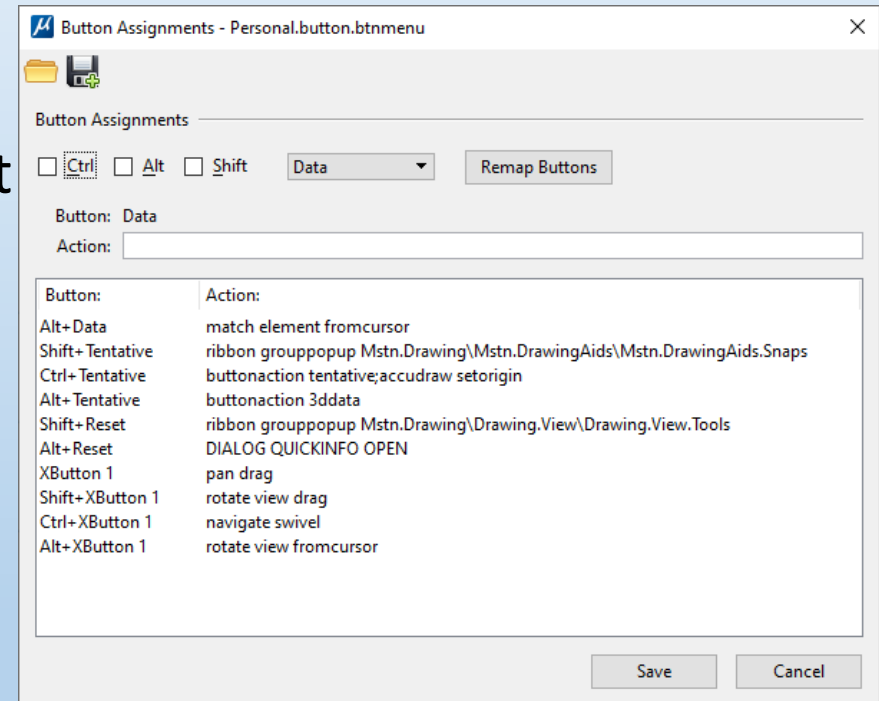 Button Assignments - Personal.button.btnmenu
Button Assignments
t
Ctrl Alt Shift Data Remap Buttons
Button: Data
Action:
Button: Action:
Alt+Data match element fromcursor
Shift+Tentative ribbon grouppopup Mstn.Drawing\Mstn.DrawingAids\Mstn.DrawingAids.Snaps
Ctrl+Tentative buttonaction tentative;accudraw setorigin
Alt+Tentative buttonaction 3ddata
Shift+Reset ribbon grouppopup Mstn.Drawing\Drawing.View\Drawing.View.Tools
Alt+Reset DIALOG QUICKINFO OPEN
XButton 1 pan drag
Shift+XButton 1 rotate view drag
Ctrl+XButton 1 navigate swivel
Alt+XButton 1 rotate view fromcursor
Save Cancel